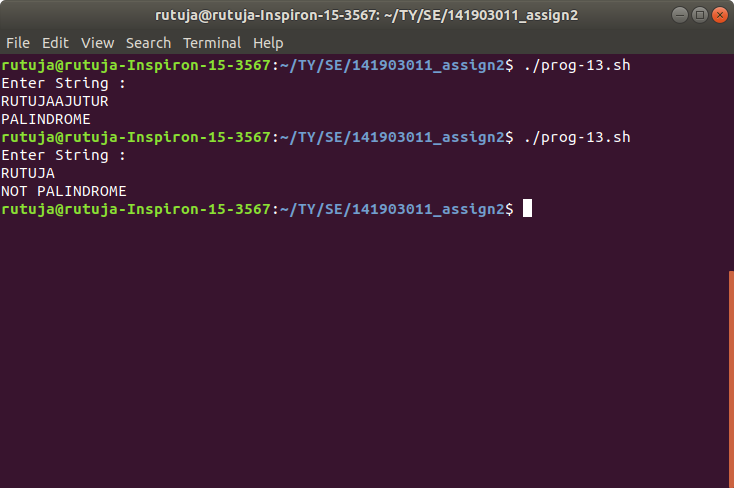 rutuja@rutuja-Inspiron-15-3567: ~/TY/SE/141903011_assign2
File Edit View Search Terminal Help
rutuja@rutuja-Inspiron-15-3567:~/TY/SE/141903011_assign2$ ./prog-13.sh
Enter String :
RUTUJAAJUTUR
PALINDROME
rutuja@rutuja-Inspiron-15-3567:~/TY/SE/141903011_assign2$ ./prog-13.sh
Enter String :
RUTUJA
NOT PALINDROME
rutuja@rutuja-Inspiron-15-3567:~/TY/SE/141903011_assign2$